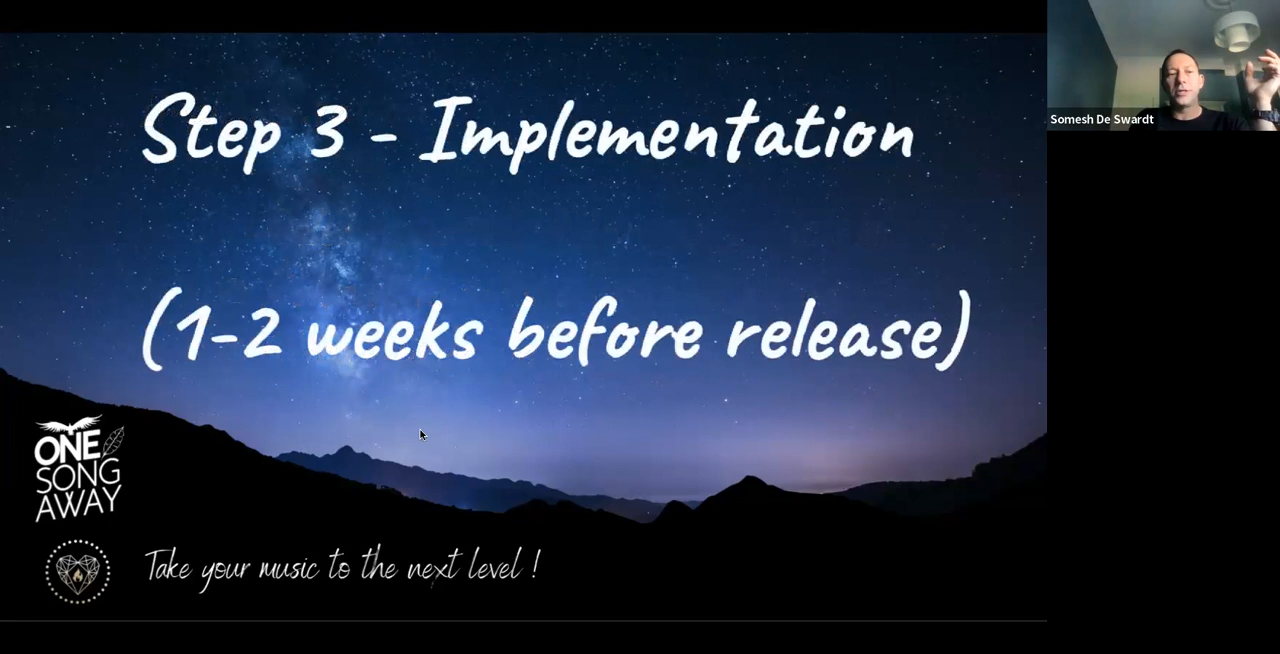 Step 3 - Implementation
(1-2 weeks before release)
ONE
SONG
AWAY
Take your music to the next level !
Somesh De Swardt